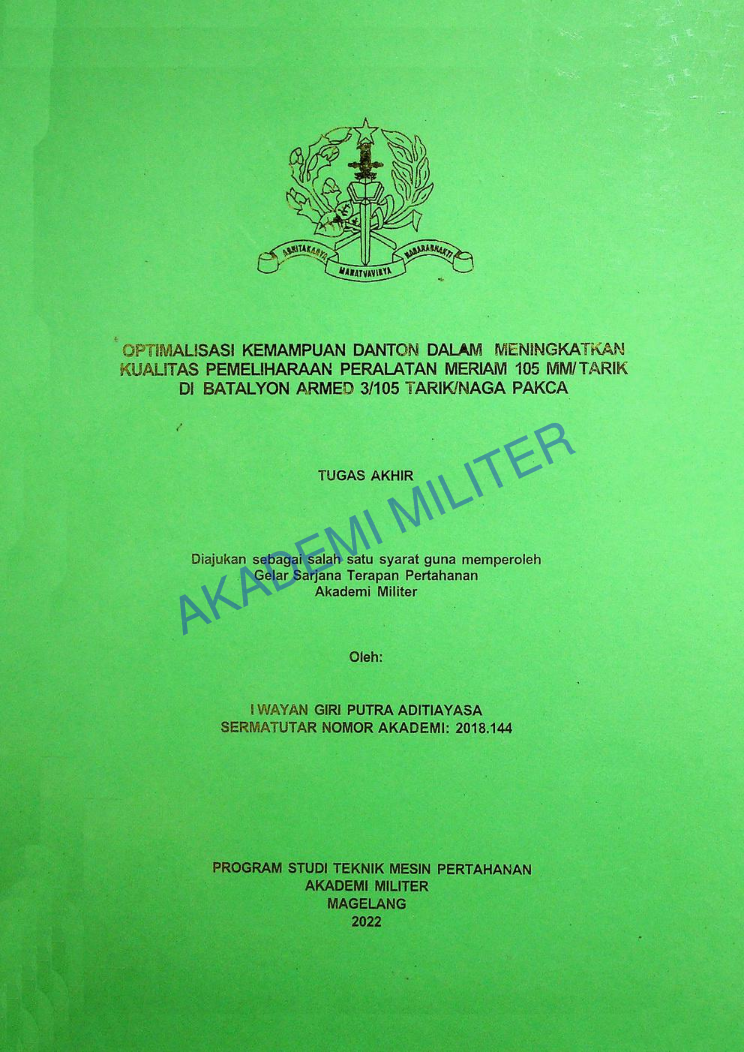 ADHITAKARYA
MAHATVAVIRYA
NAGARABHAKTI
OPTIMALISASI KEMAMPUAN DANTON DALAM MENINGKATKAN
KUALITAS PEMELIHARAAN PERALATAN MERIAM 105 MM/TARIK
DI BATALYON ARMED 3/105 TARIK/NAGA PAKCA
TUGAS AKHIR
AKADEMI MILITER
Diajukan sebagai salah satu syarat guna memperoleh
Gelar Sarjana Terapan Pertahanan
Akademi Militer
Oleh:
I WAYAN GIRI PUTRA ADITIAYASA
SERMATUTAR NOMOR AKADEMI: 2018.144
PROGRAM STUDI TEKNIK MESIN PERTAHANAN
AKADEMI MILITER
MAGELANG
2022